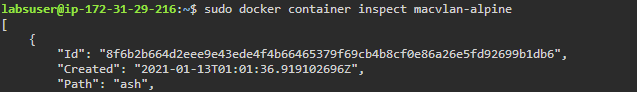 labsuser@ip-172-31-29-216:~$ sudo docker container inspect macvlan-alpine
[
    {
        "Id": "8f6b2b664d2eee9e43ede4f4b66465379f69cb4b8cf0e86a26e5fd92699b1db6",
        "Created": "2021-01-13T01:01:36.919102696Z",
        "Path": "ash",